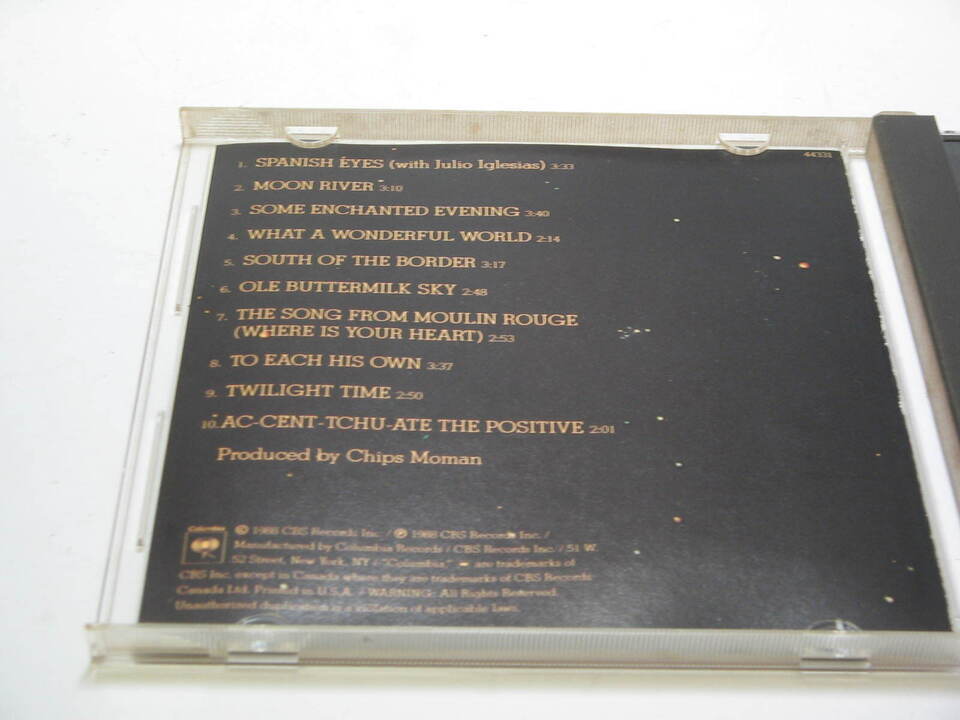 44331
1. SPANISH EYES (with Julio Iglesias) 3:33
2. MOON RIVER 3:10
3. SOME ENCHANTED EVENING 3:40
4. WHAT A WONDERFUL WORLD 2:14
5. SOUTH OF THE BORDER 3:17
6. OLE BUTTERMILK SKY 2:48
7. THE SONG FROM MOULIN ROUGE
(WHERE IS YOUR HEART) 2:53
8. TO EACH HIS OWN 3:37
9. TWILIGHT TIME 2:50
10. AC-CENT-TCHU-ATE THE POSITIVE 2:01
Produced by Chips Moman
Columbia
© 1988 CBS Records Inc. / ℗ 1988 CBS Records Inc. /
Manufactured by Columbia Records / CBS Records Inc. / 51 W.
52 Street, New York, NY / "Columbia," are trademarks of
CBS Inc. except in Canada where they are trademarks of CBS Records
Canada Ltd. Printed in U.S.A. / WARNING: All Rights Reserved.
Unauthorized duplication is a violation of applicable laws.